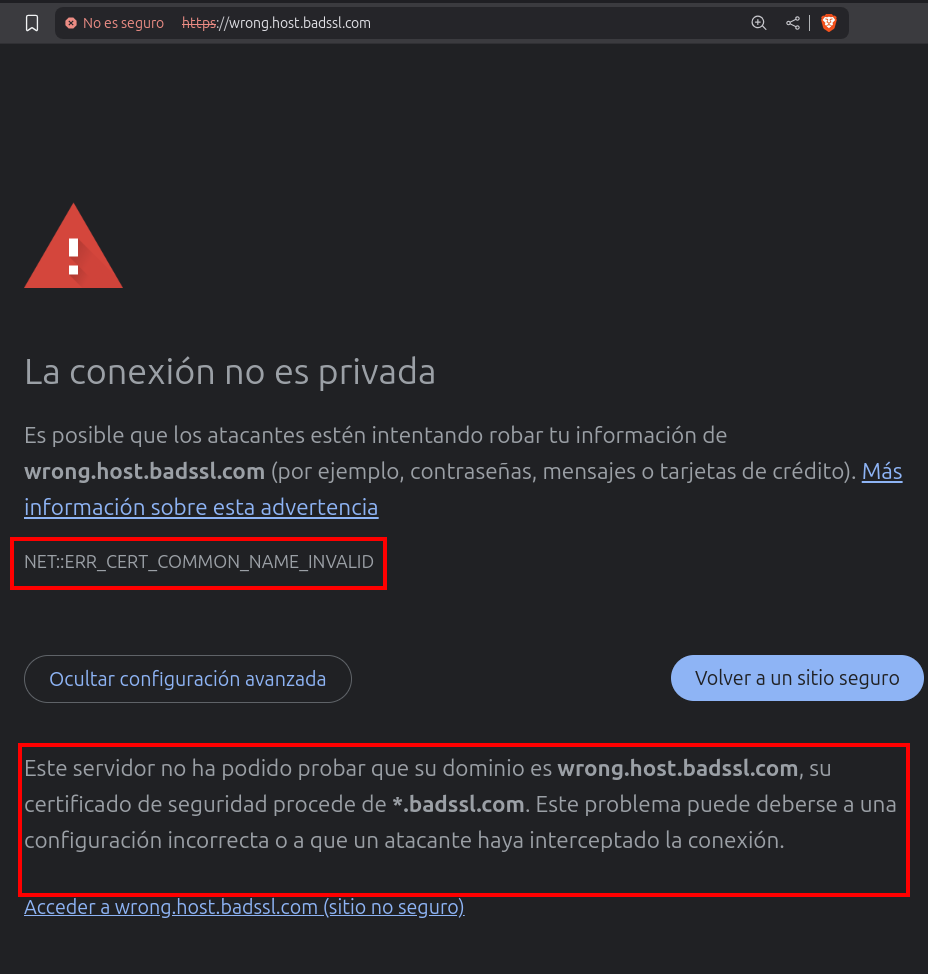 No es seguro https://wrong.host.badssl.com
La conexión no es privada
Es posible que los atacantes estén intentando robar tu información de
wrong.host.badssl.com (por ejemplo, contraseñas, mensajes o tarjetas de crédito). Más
información sobre esta advertencia
NET::ERR_CERT_COMMON_NAME_INVALID
Ocultar configuración avanzada
Volver a un sitio seguro
Este servidor no ha podido probar que su dominio es wrong.host.badssl.com, su
certificado de seguridad procede de *.badssl.com. Este problema puede deberse a una
configuración incorrecta o a que un atacante haya interceptado la conexión.
Acceder a wrong.host.badssl.com (sitio no seguro)